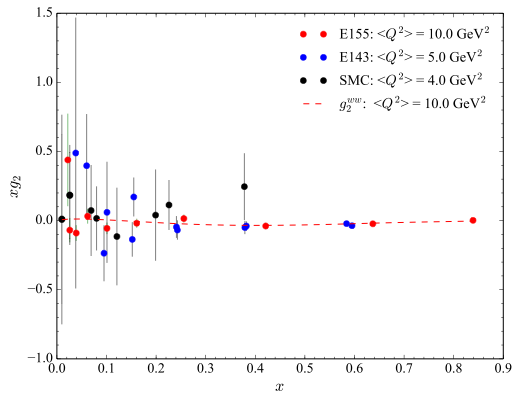 1.5
1.0
0.5
0.0
−0.5
−1.0
xg₂
E155: <Q²> = 10.0 GeV²
E143: <Q²> = 5.0 GeV²
SMC: <Q²> = 4.0 GeV²
g₂ʷʷ: <Q²> = 10.0 GeV²
0.0 0.1 0.2 0.3 0.4 0.5 0.6 0.7 0.8 0.9
x